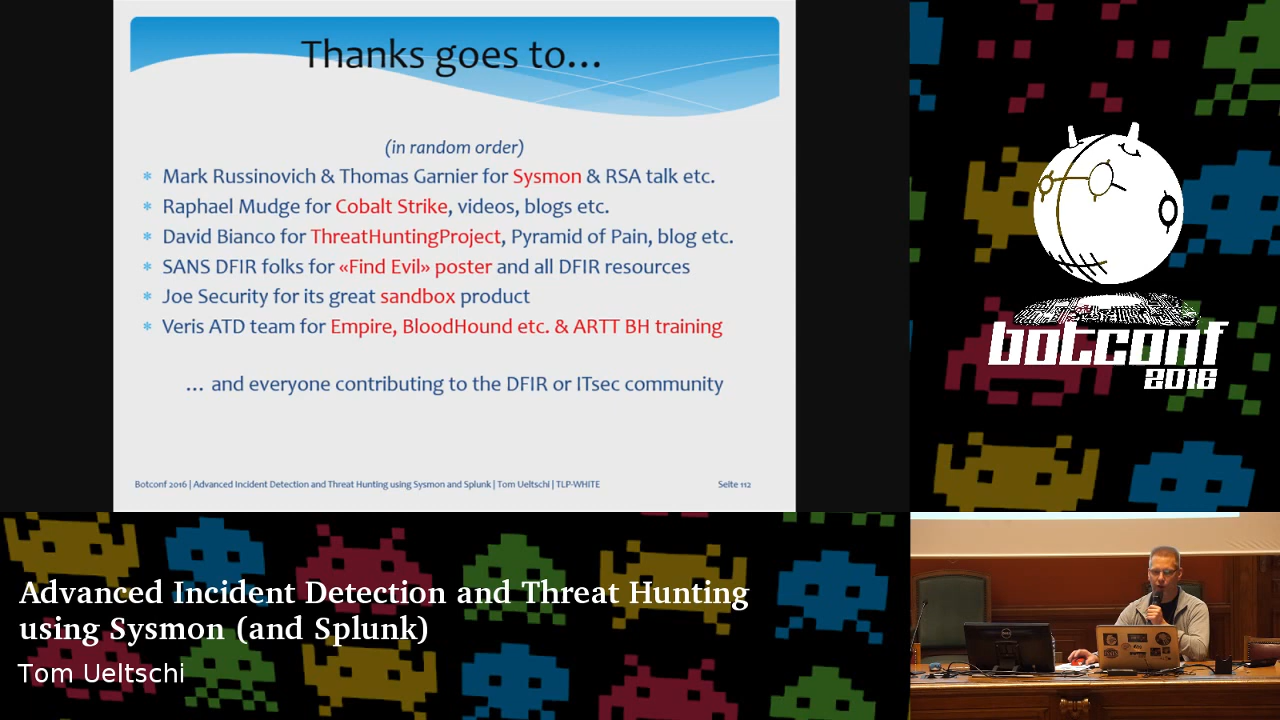 Thanks goes to...
(in random order)
* Mark Russinovich & Thomas Garnier for Sysmon & RSA talk etc.
* Raphael Mudge for Cobalt Strike, videos, blogs etc.
* David Bianco for ThreatHuntingProject, Pyramid of Pain, blog etc.
* SANS DFIR folks for «Find Evil» poster and all DFIR resources
* Joe Security for its great sandbox product
* Veris ATD team for Empire, BloodHound etc. & ARTT BH training
... and everyone contributing to the DFIR or ITsec community
Botconf 2016 | Advanced Incident Detection and Threat Hunting using Sysmon and Splunk | Tom Ueltschi | TLP-WHITE
Seite 112
botconf
2016
Advanced Incident Detection and Threat Hunting
using Sysmon (and Splunk)
Tom Ueltschi